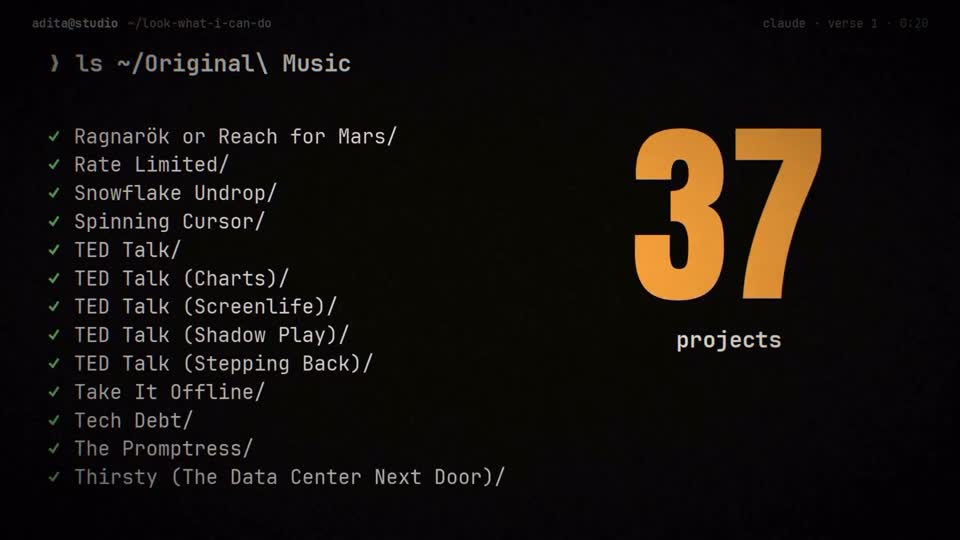 adita@studio ~/look-what-i-can-do
claude · verse 1 · 0:20
❯ ls ~/Original\ Music
✓ Ragnarök or Reach for Mars/
✓ Rate Limited/
✓ Snowflake Undrop/
✓ Spinning Cursor/
✓ TED Talk/
✓ TED Talk (Charts)/
✓ TED Talk (Screenlife)/
✓ TED Talk (Shadow Play)/
✓ TED Talk (Stepping Back)/
✓ Take It Offline/
✓ Tech Debt/
✓ The Promptress/
✓ Thirsty (The Data Center Next Door)/
37
projects